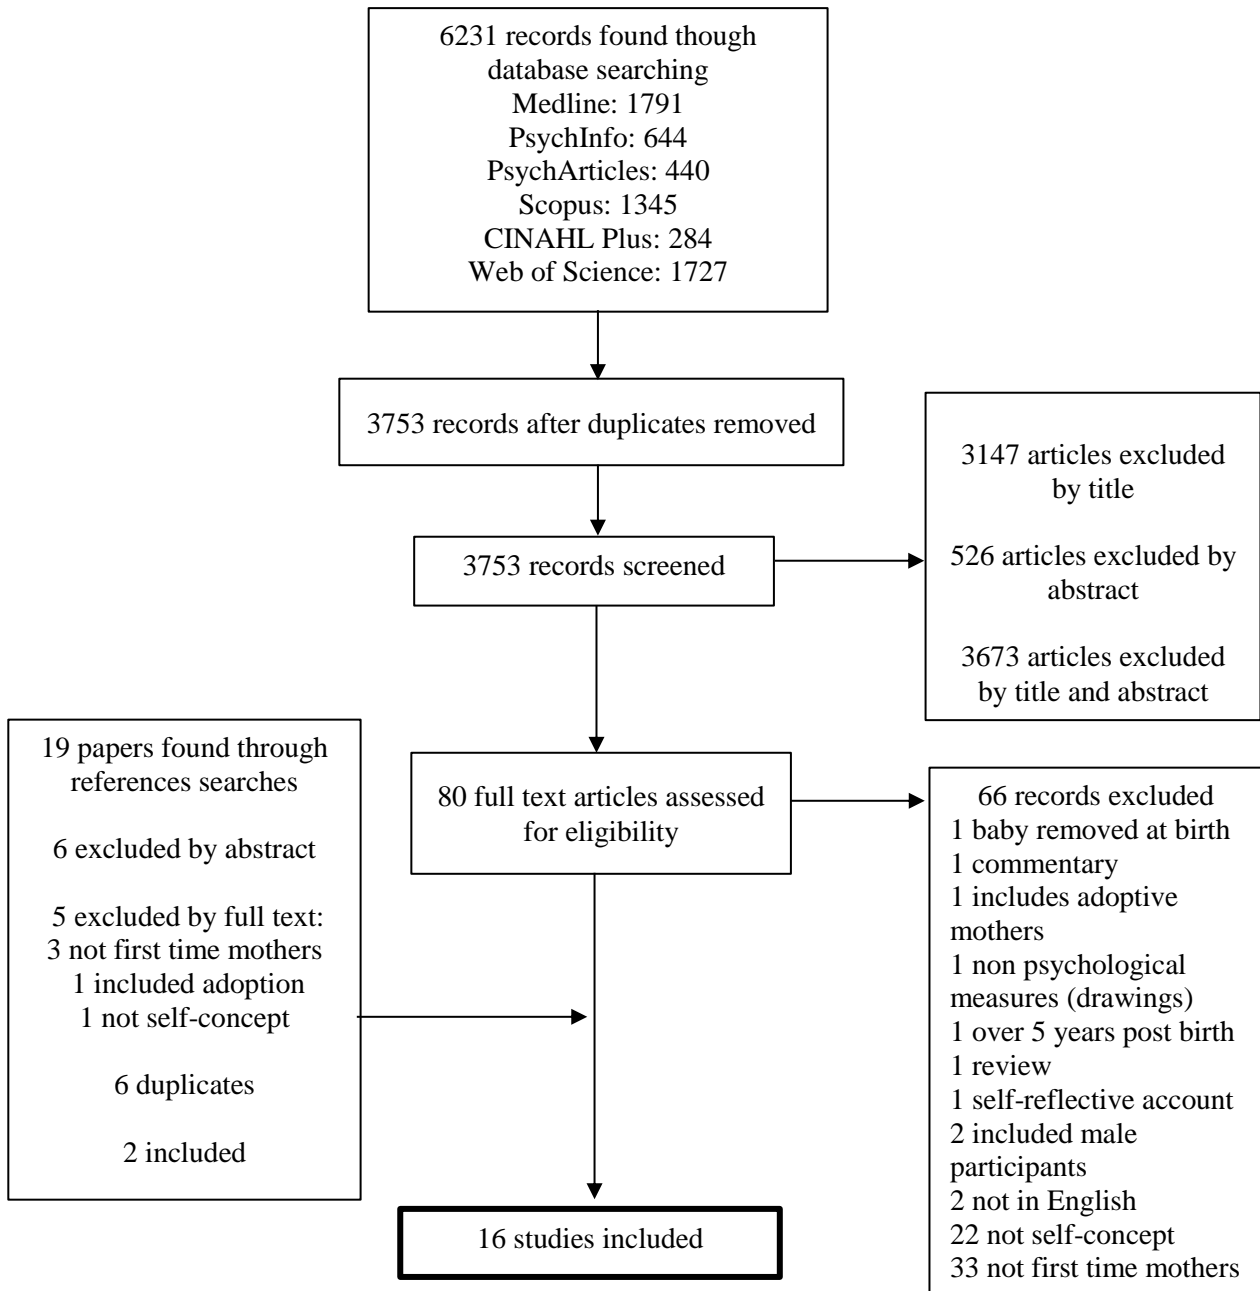 6231 records found though
database searching
Medline: 1791
PsychInfo: 644
PsychArticles: 440
Scopus: 1345
CINAHL Plus: 284
Web of Science: 1727
3753 records after duplicates removed
3753 records screened
3147 articles excluded
by title
526 articles excluded by
abstract
3673 articles excluded
by title and abstract
80 full text articles assessed
for eligibility
66 records excluded
1 baby removed at birth
1 commentary
1 includes adoptive
mothers
1 non psychological
measures (drawings)
1 over 5 years post birth
1 review
1 self-reflective account
2 included male
participants
2 not in English
22 not self-concept
33 not first time mothers
19 papers found through
references searches
6 excluded by abstract
5 excluded by full text:
3 not first time mothers
1 included adoption
1 not self-concept
6 duplicates
2 included
16 studies included